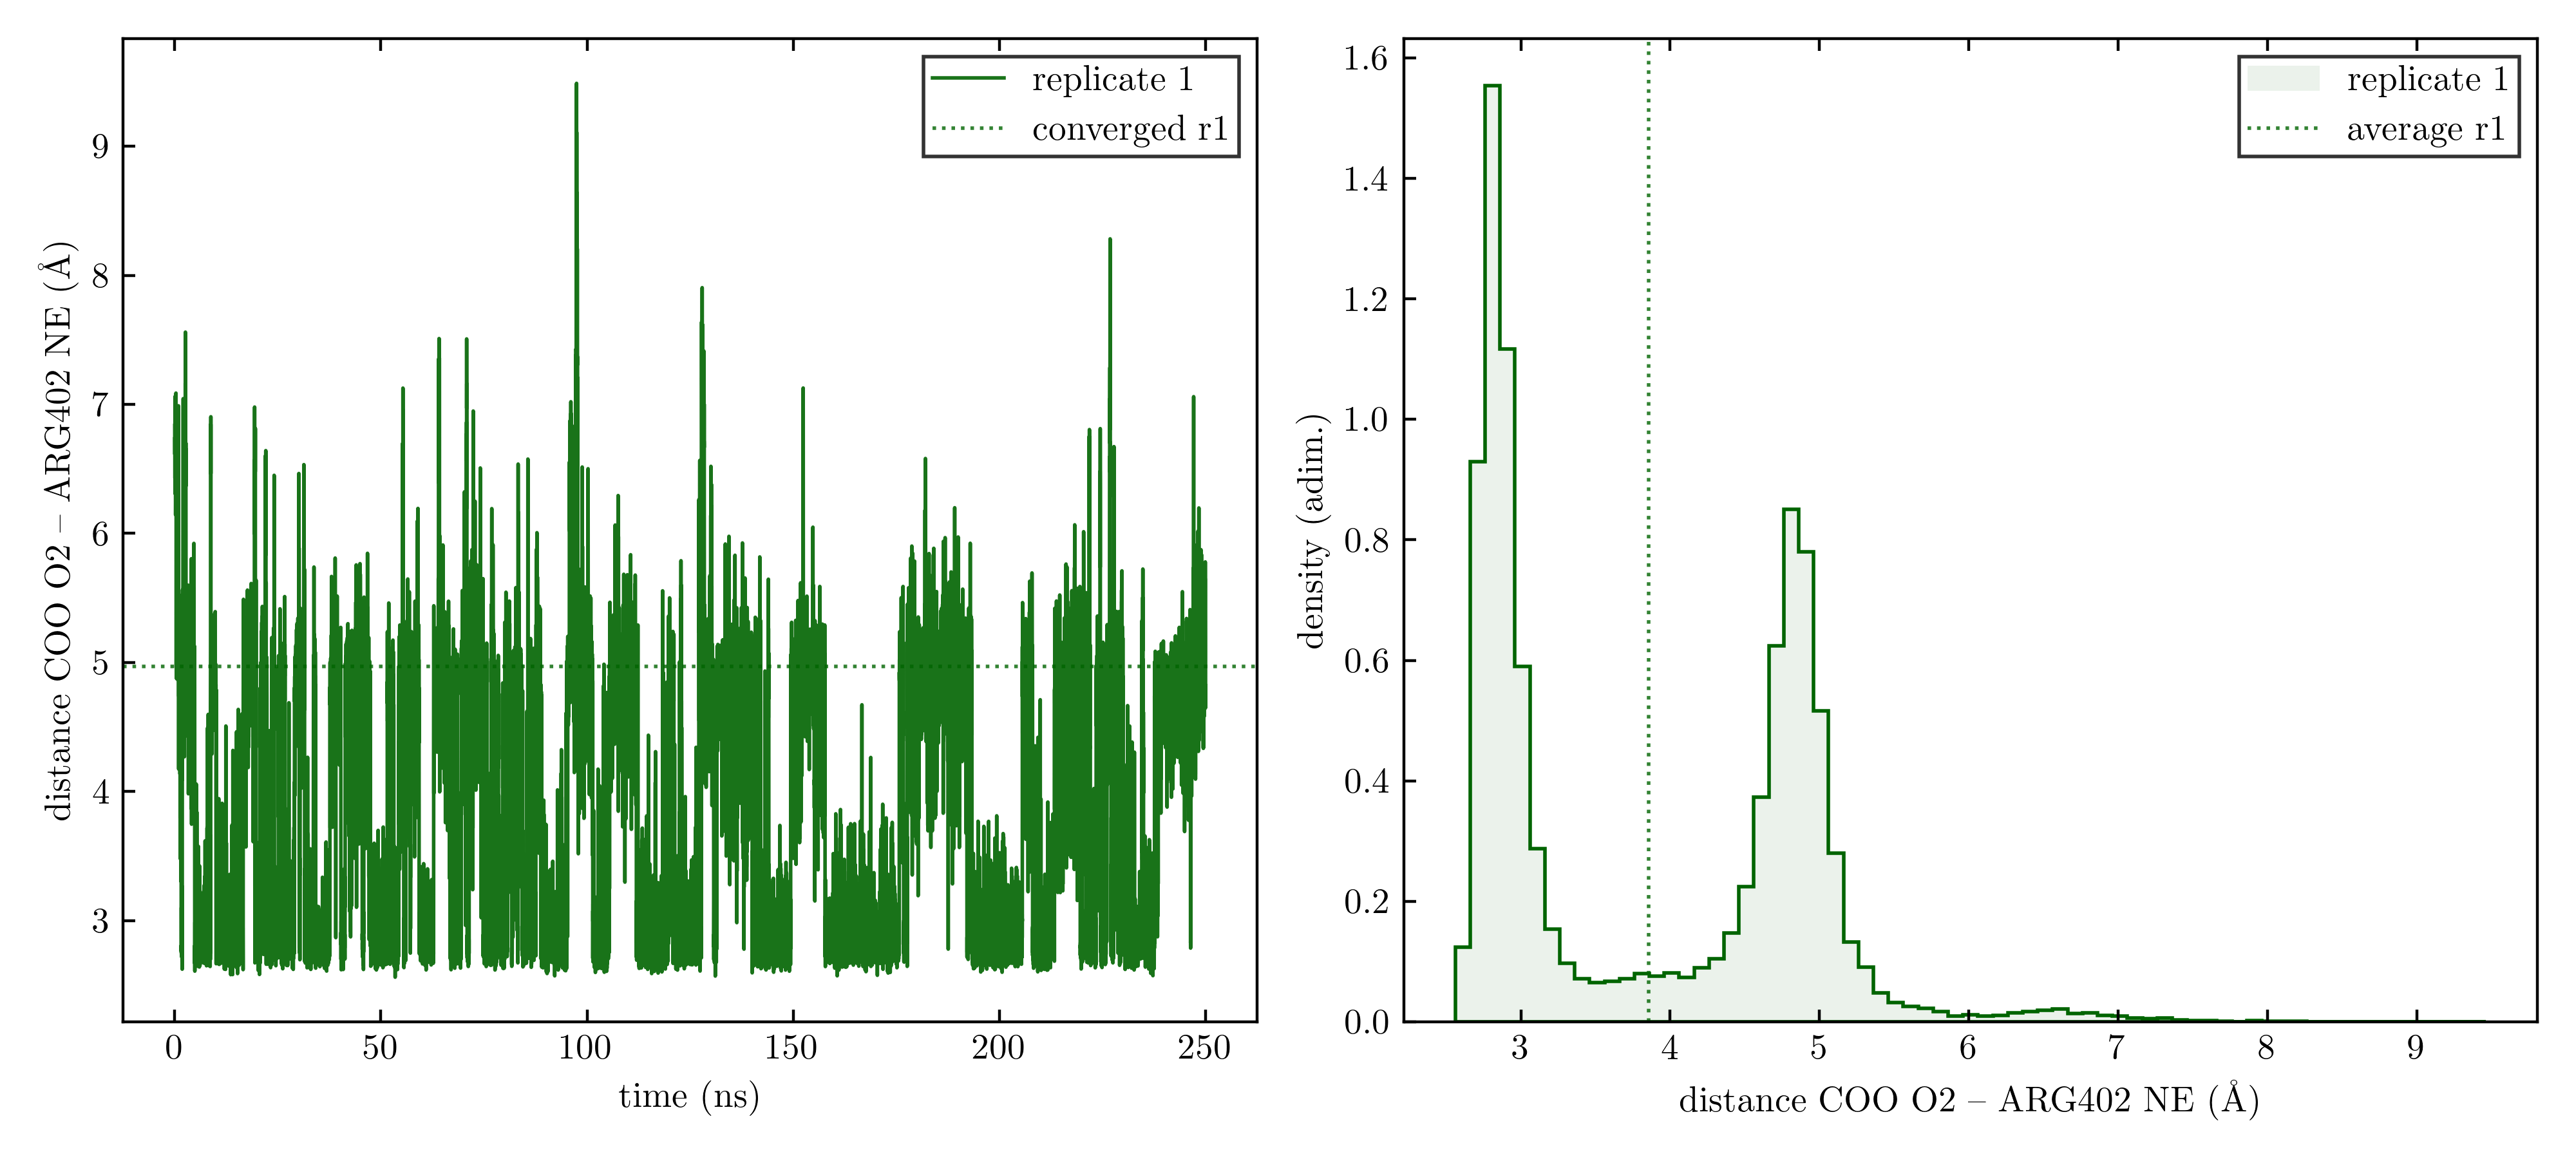 replicate 1
converged r1
9
8
7
6
5
4
3
distance COO O2 – ARG402 NE (Å)
0 50 100 150 200 250
time (ns)
replicate 1
average r1
1.6
1.4
1.2
1.0
0.8
0.6
0.4
0.2
0.0
density (adim.)
3 4 5 6 7 8 9
distance COO O2 – ARG402 NE (Å)